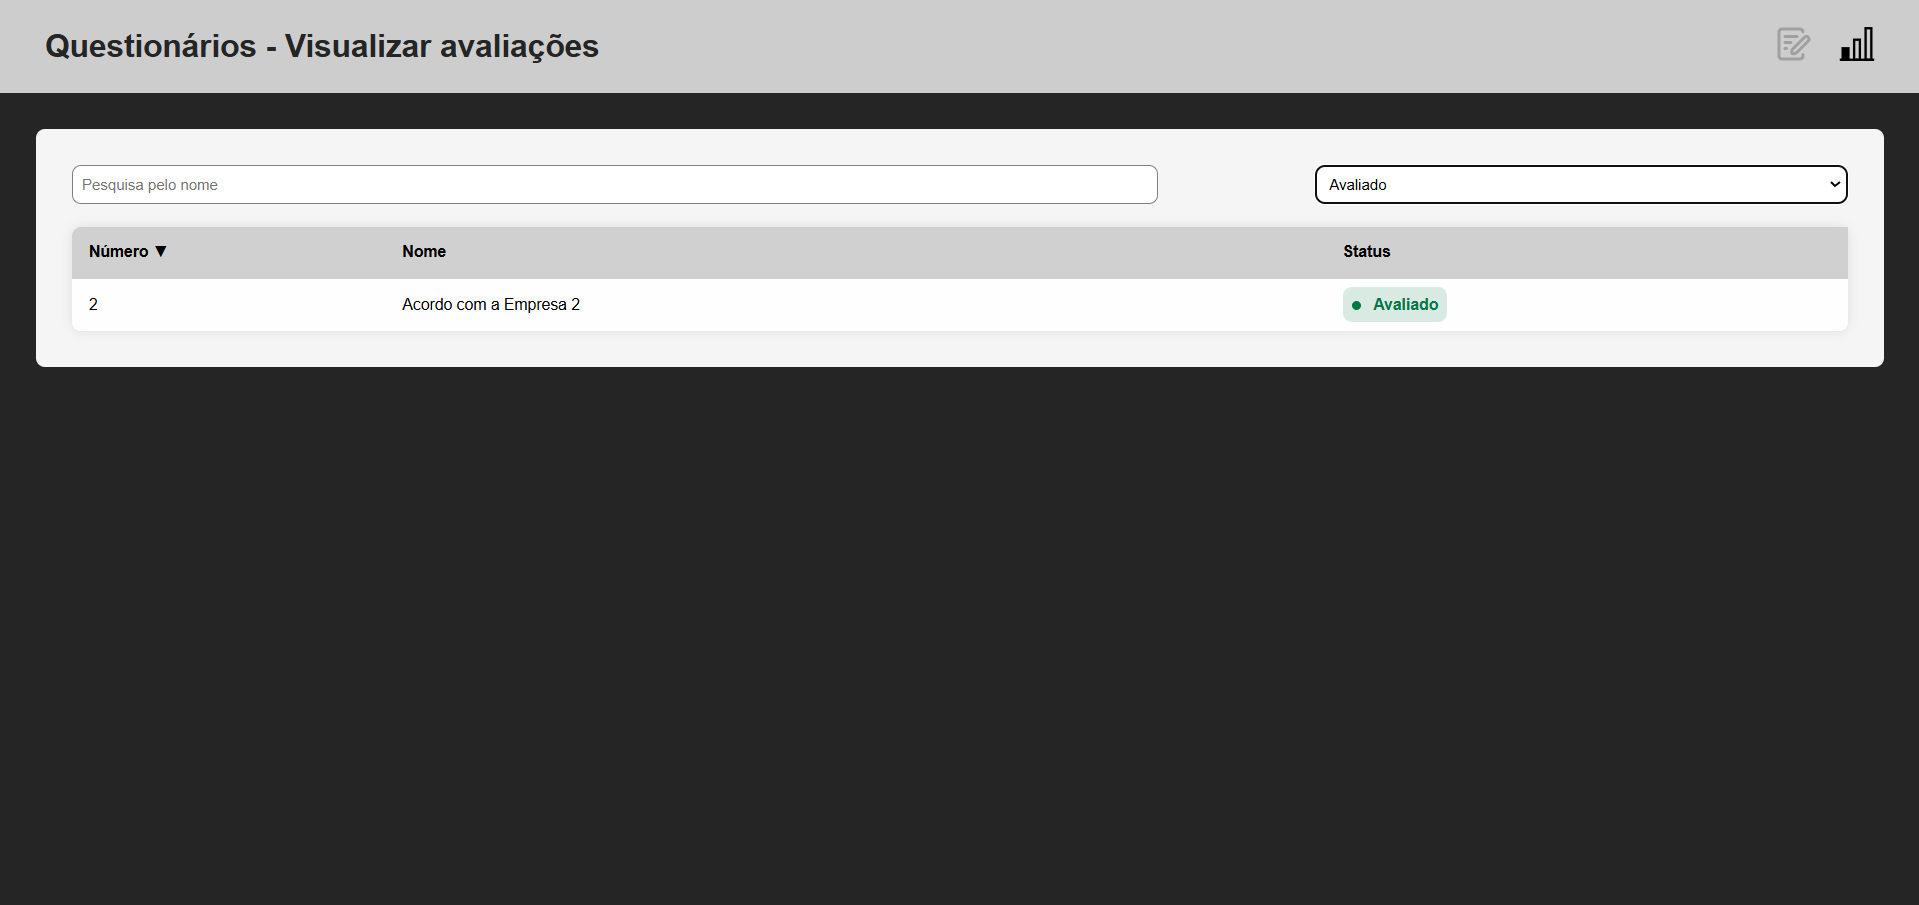 Questionários - Visualizar avaliações
Pesquisa pelo nome
Avaliado
Número ▼ Nome Status
2 Acordo com a Empresa 2 Avaliado